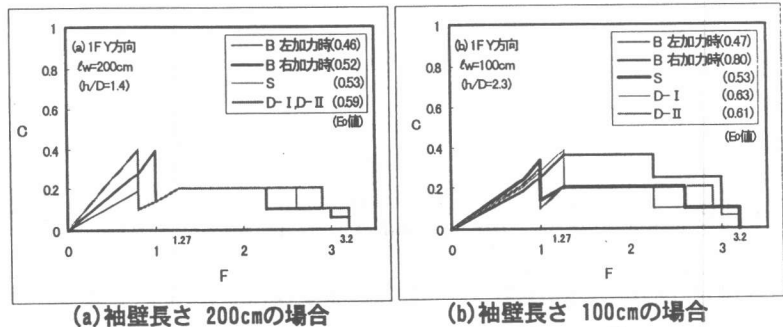 (a) 1F Y方向
ℓw=200cm
(h/D=1.4)
B 左加力時(0.46)
B 右加力時(0.52)
S (0.53)
D-Ⅰ,D-Ⅱ (0.59)
(E₀値)
C
1
0.8
0.6
0.4
0.2
0
0 1 1.27 2 3 3.2
F
(a)袖壁長さ 200cmの場合
(b) 1F Y方向
ℓw=100cm
(h/D=2.3)
B 左加力時(0.47)
B 右加力時(0.80)
S (0.53)
D-Ⅰ (0.63)
D-Ⅱ (0.61)
(E₀値)
C
1
0.8
0.6
0.4
0.2
0
0 1 1.27 2 3 3.2
F
(b)袖壁長さ 100cmの場合